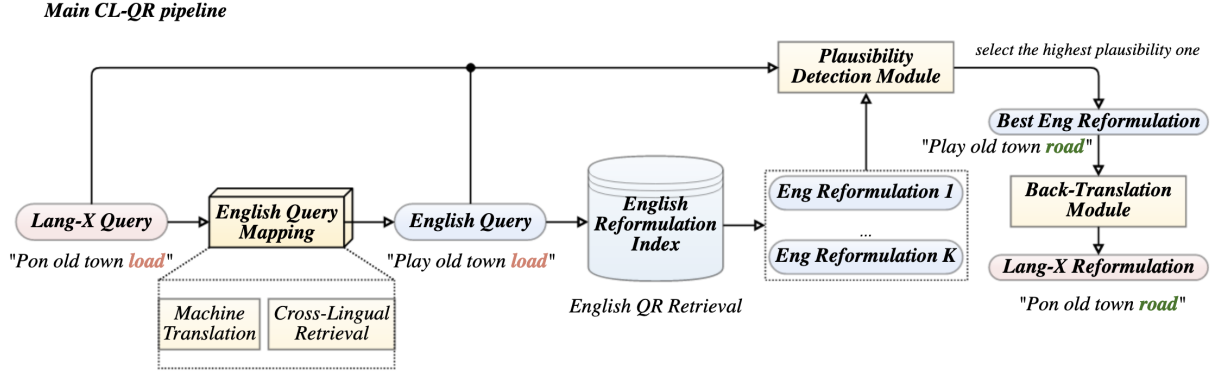 Main CL-QR pipeline
Plausibility
Detection Module
select the highest plausibility one
Best Eng Reformulation
"Play old town road"
Lang-X Query
"Pon old town load"
English Query
Mapping
Machine
Translation
Cross-Lingual
Retrieval
English Query
"Play old town load"
English
Reformulation
Index
English QR Retrieval
Eng Reformulation 1
...
Eng Reformulation K
Back-Translation
Module
Lang-X Reformulation
"Pon old town road"